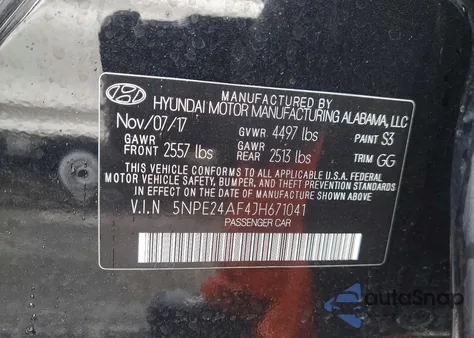 MANUFACTURED BY
HYUNDAI MOTOR MANUFACTURING ALABAMA, LLC
Nov/07/17 GVWR 4497 lbs PAINT S3
GAWR FRONT 2557 lbs GAWR REAR 2513 lbs TRIM GG
THIS VEHICLE CONFORMS TO ALL APPLICABLE U.S. FEDERAL
MOTOR VEHICLE SAFETY, BUMPER, AND THEFT PREVENTION STANDARDS
IN EFFECT ON THE DATE OF MANUFACTURE SHOWN ABOVE.
V.I.N 5NPE24AF4JH671041
PASSENGER CAR
autoSnap